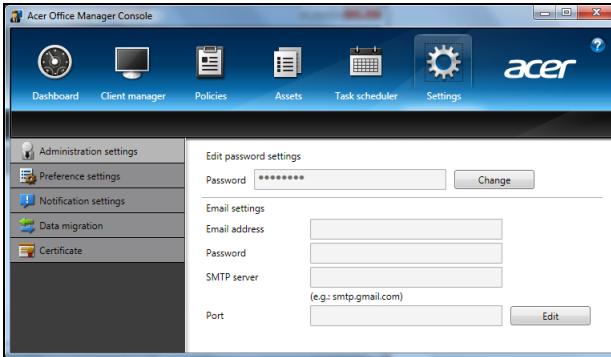 Acer Office Manager Console
?
acer
Dashboard Client manager Policies Assets Task scheduler Settings
Administration settings
Preference settings
Notification settings
Data migration
Certificate
Edit password settings
Password ******** Change
Email settings
Email address
Password
SMTP server
(e.g.: smtp.gmail.com)
Port Edit